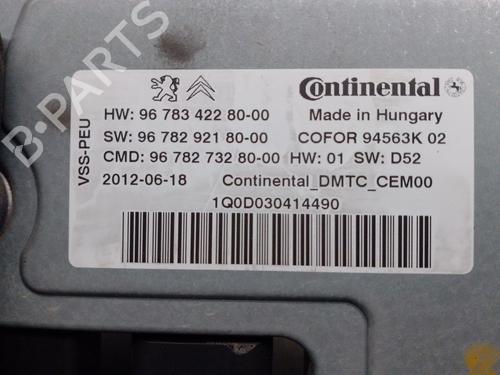 B-PARTS
Continental
HW: 96 783 422 80-00 Made in Hungary
SW: 96 782 921 80-00 COFOR 94563K 02
CMD: 96 782 732 80-00 HW: 01 SW: D52
2012-06-18 Continental_DMTC_CEM00
1Q0D030414490
VSS-PEU